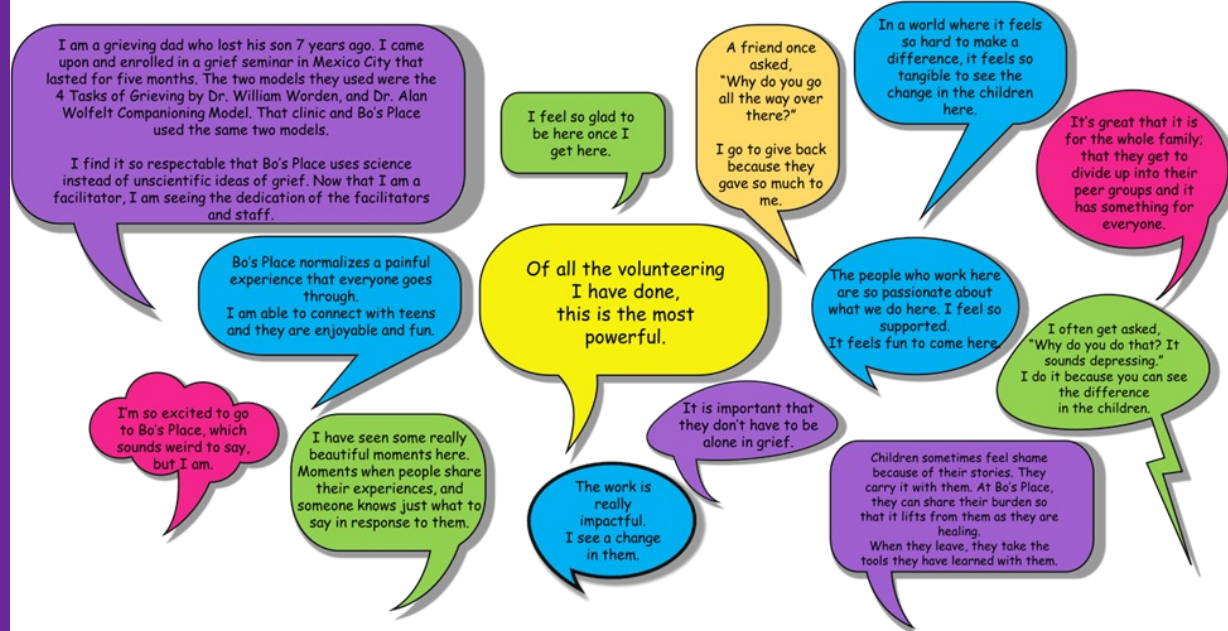 I am a grieving dad who lost his son 7 years ago. I came
upon and enrolled in a grief seminar in Mexico City that
lasted for five months. The two models they used were the
4 Tasks of Grieving by Dr. William Worden, and Dr. Alan
Wolfelt Companioning Model. That clinic and Bo's Place
used the same two models.
I find it so respectable that Bo's Place uses science
instead of unscientific ideas of grief. Now that I am a
facilitator, I am seeing the dedication of the facilitators
and staff.
I feel so glad to
be here once I
get here.
A friend once
asked,
"Why do you go
all the way over
there?"
I go to give back
because they
gave so much to
me.
In a world where it feels
so hard to make a
difference, it feels so
tangible to see the
change in the children
here.
It's great that it is
for the whole family;
that they get to
divide up into their
peer groups and it
has something for
everyone.
Bo's Place normalizes a painful
experience that everyone goes
through.
I am able to connect with teens
and they are enjoyable and fun.
Of all the volunteering
I have done,
this is the most
powerful.
The people who work here
are so passionate about
what we do here. I feel so
supported.
It feels fun to come here.
I often get asked,
"Why do you do that? It
sounds depressing."
I do it because you can see
the difference
in the children.
I'm so excited to go
to Bo's Place, which
sounds weird to say,
but I am.
I have seen some really
beautiful moments here.
Moments when people share
their experiences, and
someone knows just what to
say in response to them.
It is important that
they don't have to be
alone in grief.
The work is
really
impactful.
I see a change
in them.
Children sometimes feel shame
because of their stories. They
carry it with them. At Bo's Place,
they can share their burden so
that it lifts from them as they are
healing.
When they leave, they take the
tools they have learned with them.